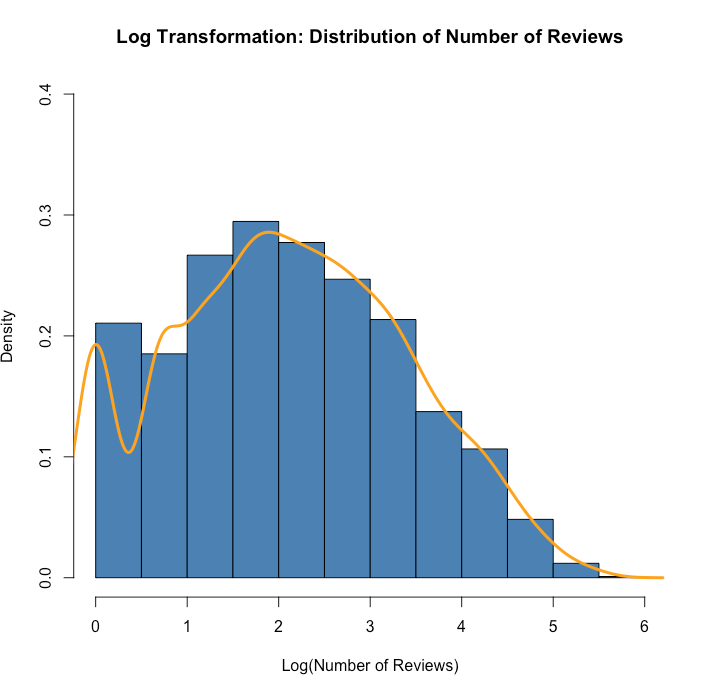 Log Transformation: Distribution of Number of Reviews
0.4
0.3
0.2
0.1
0.0
Density
0 1 2 3 4 5 6
Log(Number of Reviews)